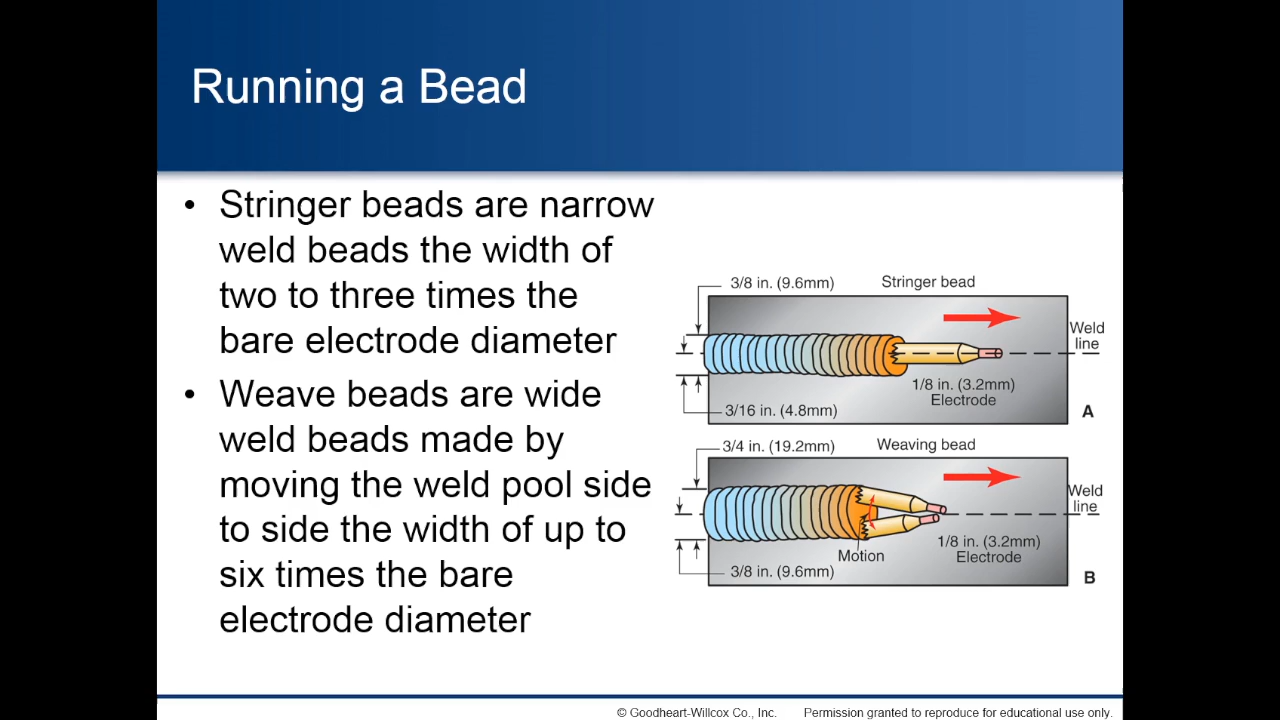 Running a Bead
• Stringer beads are narrow
weld beads the width of
two to three times the
bare electrode diameter
• Weave beads are wide
weld beads made by
moving the weld pool side
to side the width of up to
six times the bare
electrode diameter
3/8 in. (9.6mm)
Stringer bead
Weld
line
1/8 in. (3.2mm)
Electrode
3/16 in. (4.8mm)
A
3/4 in. (19.2mm)
Weaving bead
Weld
line
1/8 in. (3.2mm)
Electrode
Motion
3/8 in. (9.6mm)
B
© Goodheart-Willcox Co., Inc. Permission granted to reproduce for educational use only.